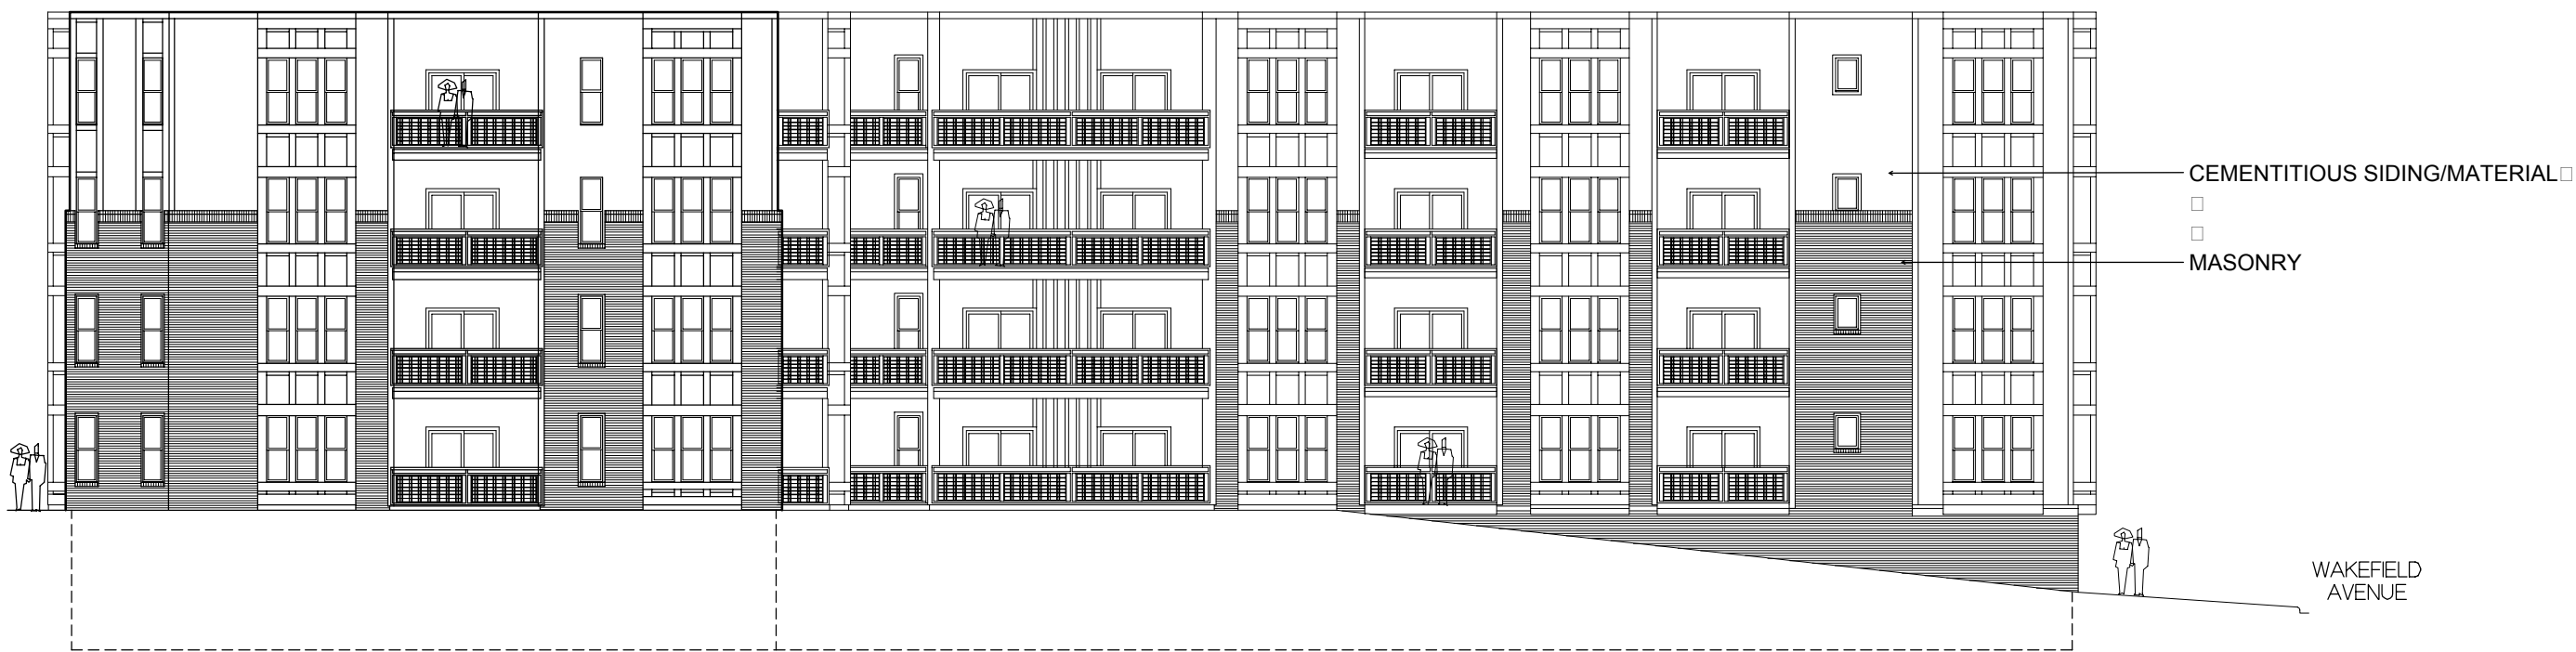 CEMENTITIOUS SIDING/MATERIAL□
□
□
MASONRY
WAKEFIELD
AVENUE